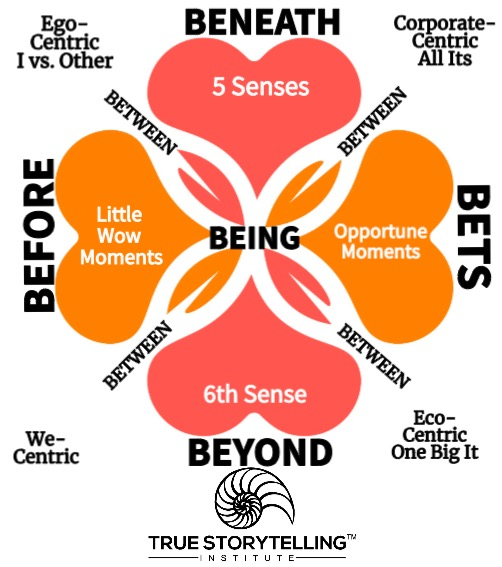 BENEATH
Ego-
Centric
I vs. Other
Corporate-
Centric
All Its
5 Senses
BETWEEN
BETWEEN
BEFORE
Little
Wow
Moments
BEING
Opportune
Moments
BETS
BETWEEN
BETWEEN
6th Sense
We-
Centric
Eco-
Centric
One Big It
BEYOND
TRUE STORYTELLING™
INSTITUTE